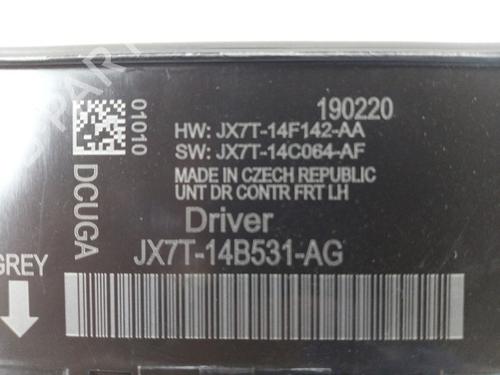 190220
01010
HW: JX7T-14F142-AA
SW: JX7T-14C064-AF
MADE IN CZECH REPUBLIC
UNT DR CONTR FRT LH
DCUGA
Driver
JX7T-14B531-AG
GREY